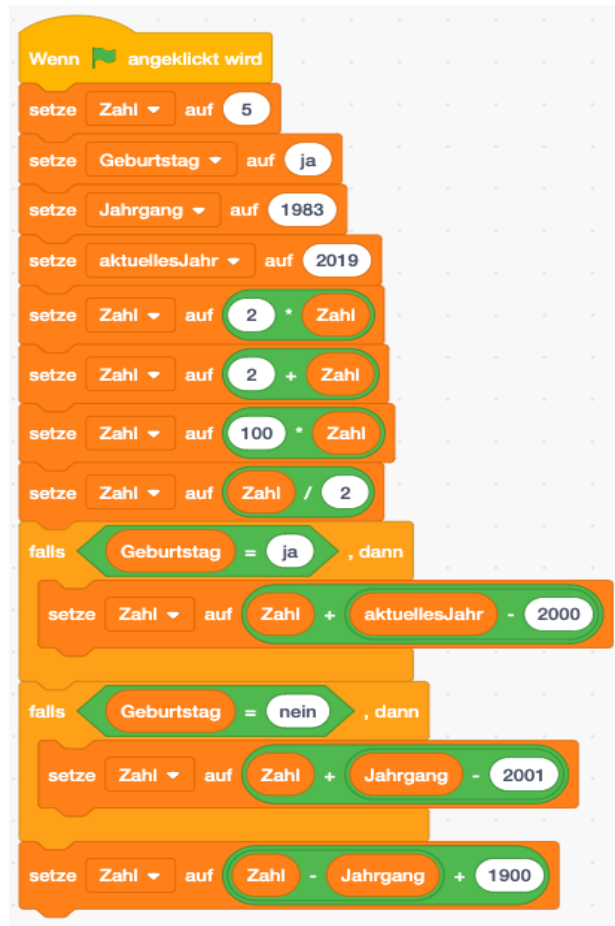 Wenn angeklickt wird
setze Zahl auf 5
setze Geburtstag auf ja
setze Jahrgang auf 1983
setze aktuellesJahr auf 2019
setze Zahl auf 2 * Zahl
setze Zahl auf 2 + Zahl
setze Zahl auf 100 * Zahl
setze Zahl auf Zahl / 2
falls Geburtstag = ja , dann
setze Zahl auf Zahl + aktuellesJahr - 2000
falls Geburtstag = nein , dann
setze Zahl auf Zahl + Jahrgang - 2001
setze Zahl auf Zahl - Jahrgang + 1900